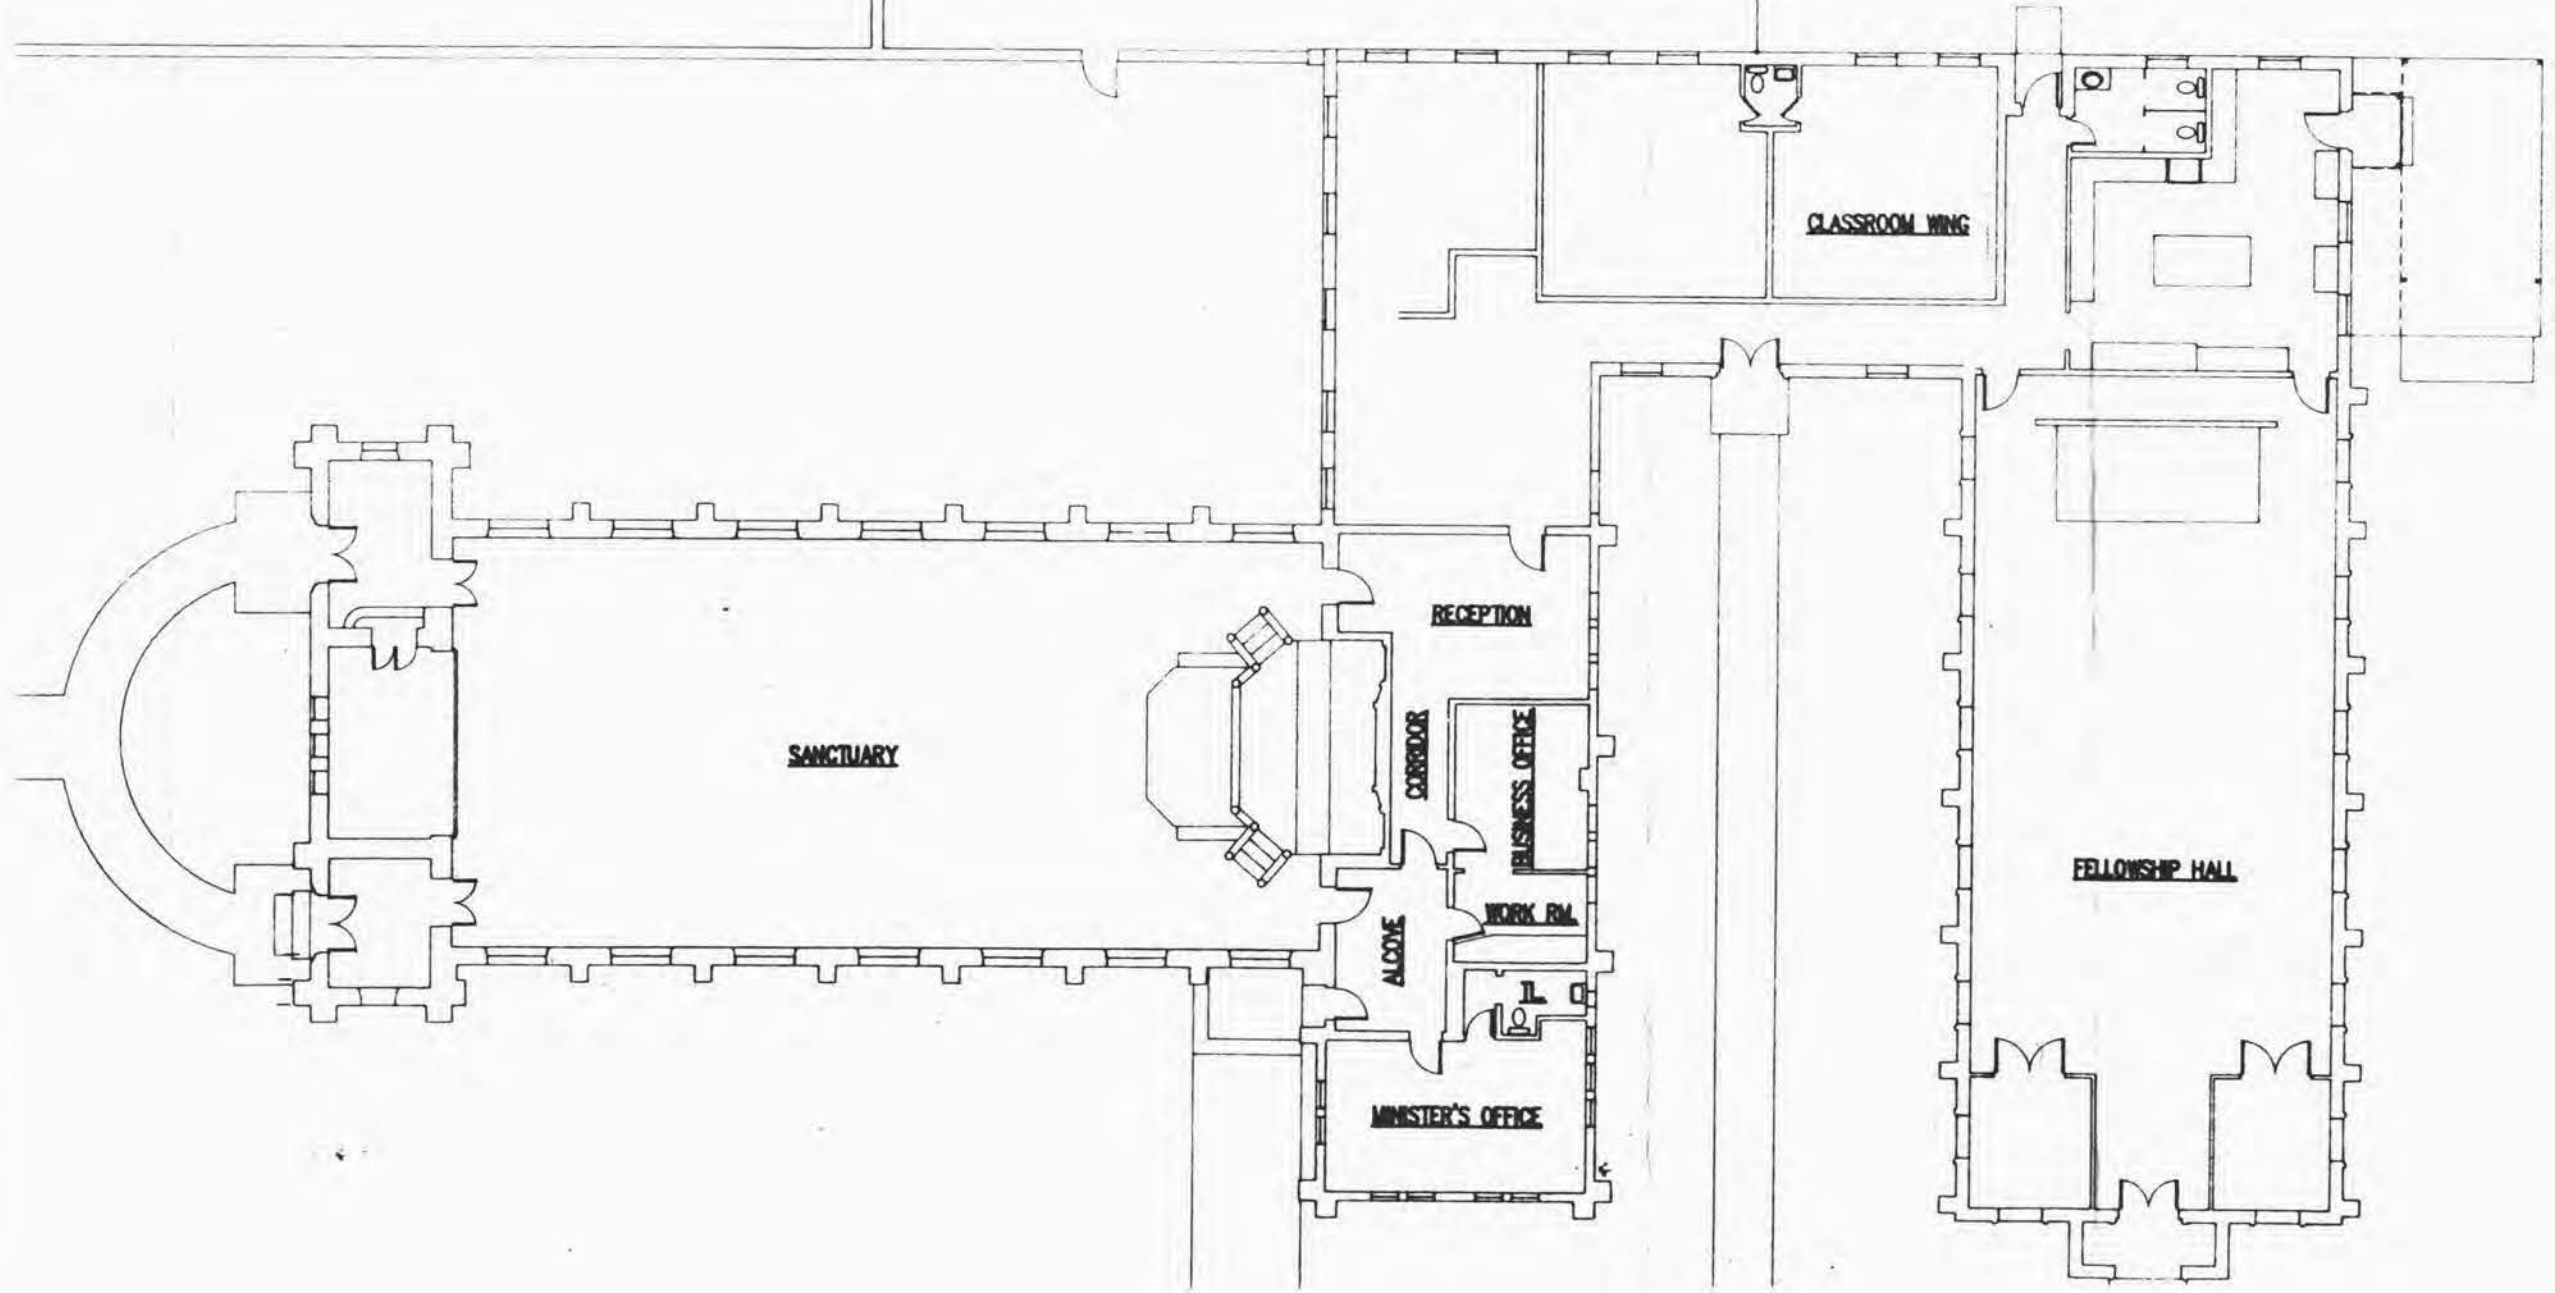 CLASSROOM WING
RECEPTION
SANCTUARY
CORRIDOR
BUSINESS OFFICE
FELLOWSHIP HALL
WORK RM.
ALCOVE
MINISTER'S OFFICE